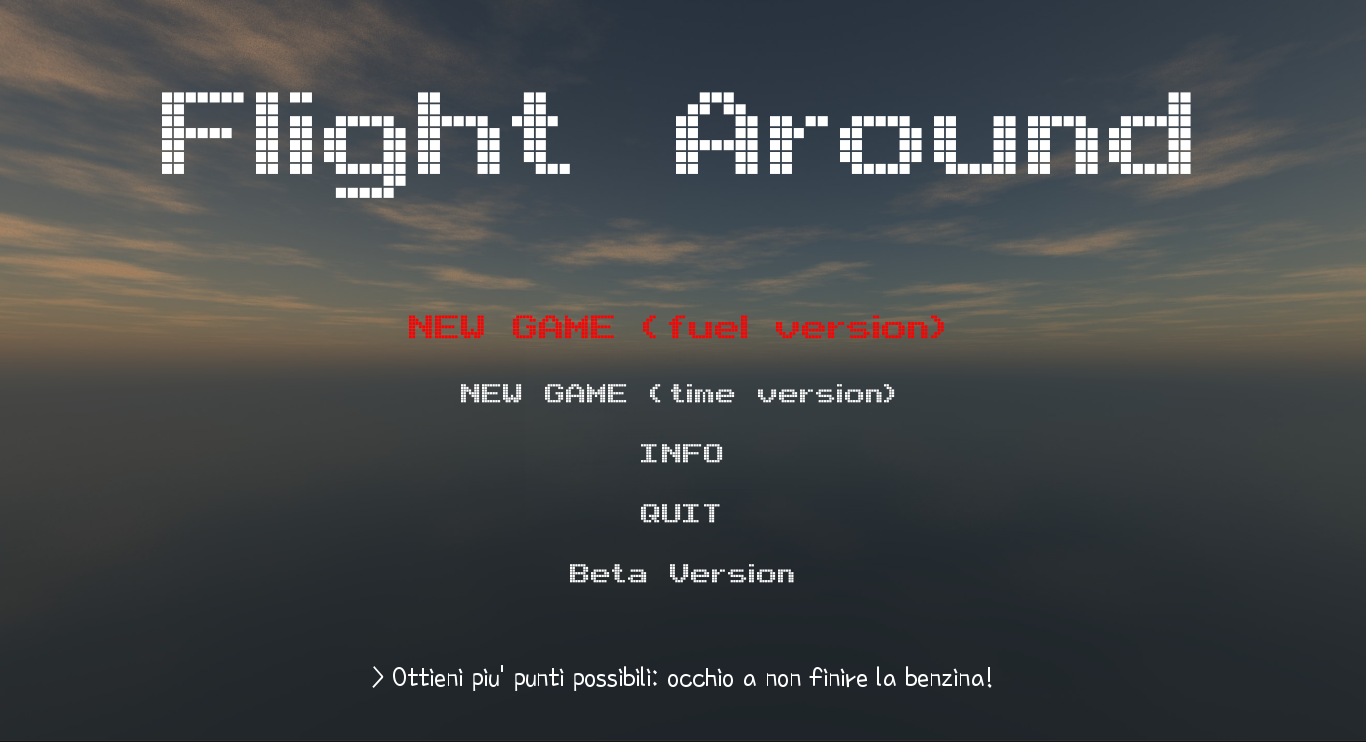 Flight Around
NEW GAME (fuel version)
NEW GAME (time version)
INFO
QUIT
Beta Version
> Ottieni piu' punti possibili: occhio a non finire la benzina!